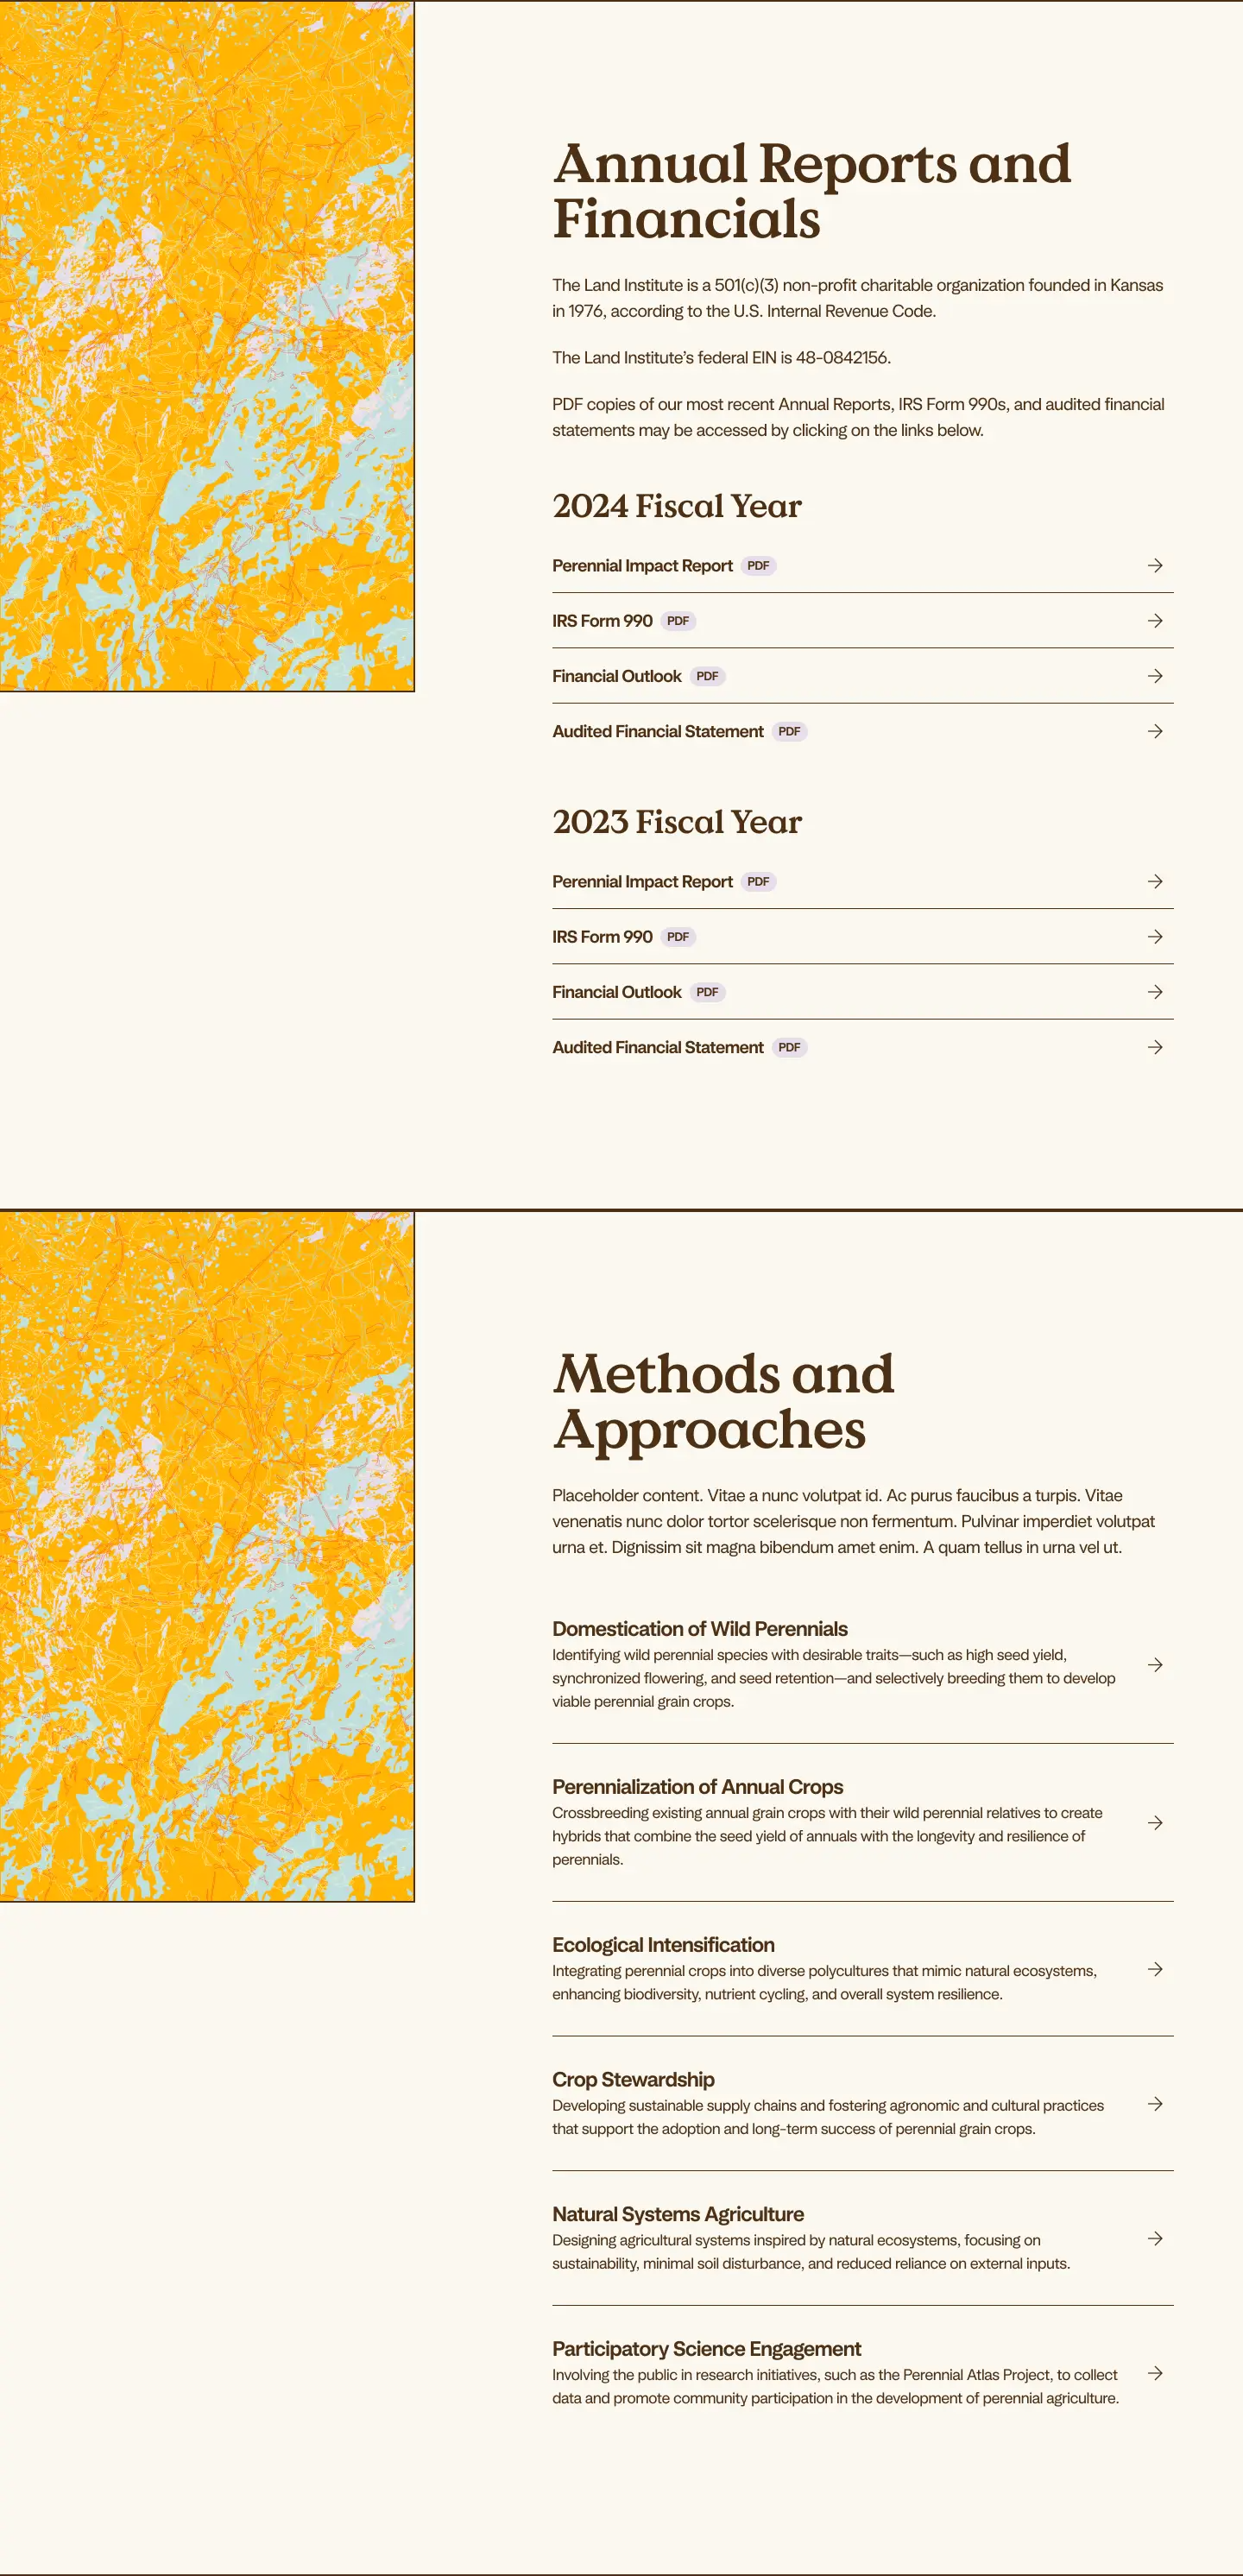 Annual Reports and
Financials
The Land Institute is a 501(c)(3) non-profit charitable organization founded in Kansas
in 1976, according to the U.S. Internal Revenue Code.
The Land Institute’s federal EIN is 48-0842156.
PDF copies of our most recent Annual Reports, IRS Form 990s, and audited financial
statements may be accessed by clicking on the links below.
2024 Fiscal Year
Perennial Impact Report PDF
IRS Form 990 PDF
Financial Outlook PDF
Audited Financial Statement PDF
2023 Fiscal Year
Perennial Impact Report PDF
IRS Form 990 PDF
Financial Outlook PDF
Audited Financial Statement PDF
Methods and
Approaches
Placeholder content. Vitae a nunc volutpat id. Ac purus faucibus a turpis. Vitae
venenatis nunc dolor tortor scelerisque non fermentum. Pulvinar imperdiet volutpat
urna et. Dignissim sit magna bibendum amet enim. A quam tellus in urna vel ut.
Domestication of Wild Perennials
Identifying wild perennial species with desirable traits—such as high seed yield,
synchronized flowering, and seed retention—and selectively breeding them to develop
viable perennial grain crops.
Perennialization of Annual Crops
Crossbreeding existing annual grain crops with their wild perennial relatives to create
hybrids that combine the seed yield of annuals with the longevity and resilience of
perennials.
Ecological Intensification
Integrating perennial crops into diverse polycultures that mimic natural ecosystems,
enhancing biodiversity, nutrient cycling, and overall system resilience.
Crop Stewardship
Developing sustainable supply chains and fostering agronomic and cultural practices
that support the adoption and long-term success of perennial grain crops.
Natural Systems Agriculture
Designing agricultural systems inspired by natural ecosystems, focusing on
sustainability, minimal soil disturbance, and reduced reliance on external inputs.
Participatory Science Engagement
Involving the public in research initiatives, such as the Perennial Atlas Project, to collect
data and promote community participation in the development of perennial agriculture.